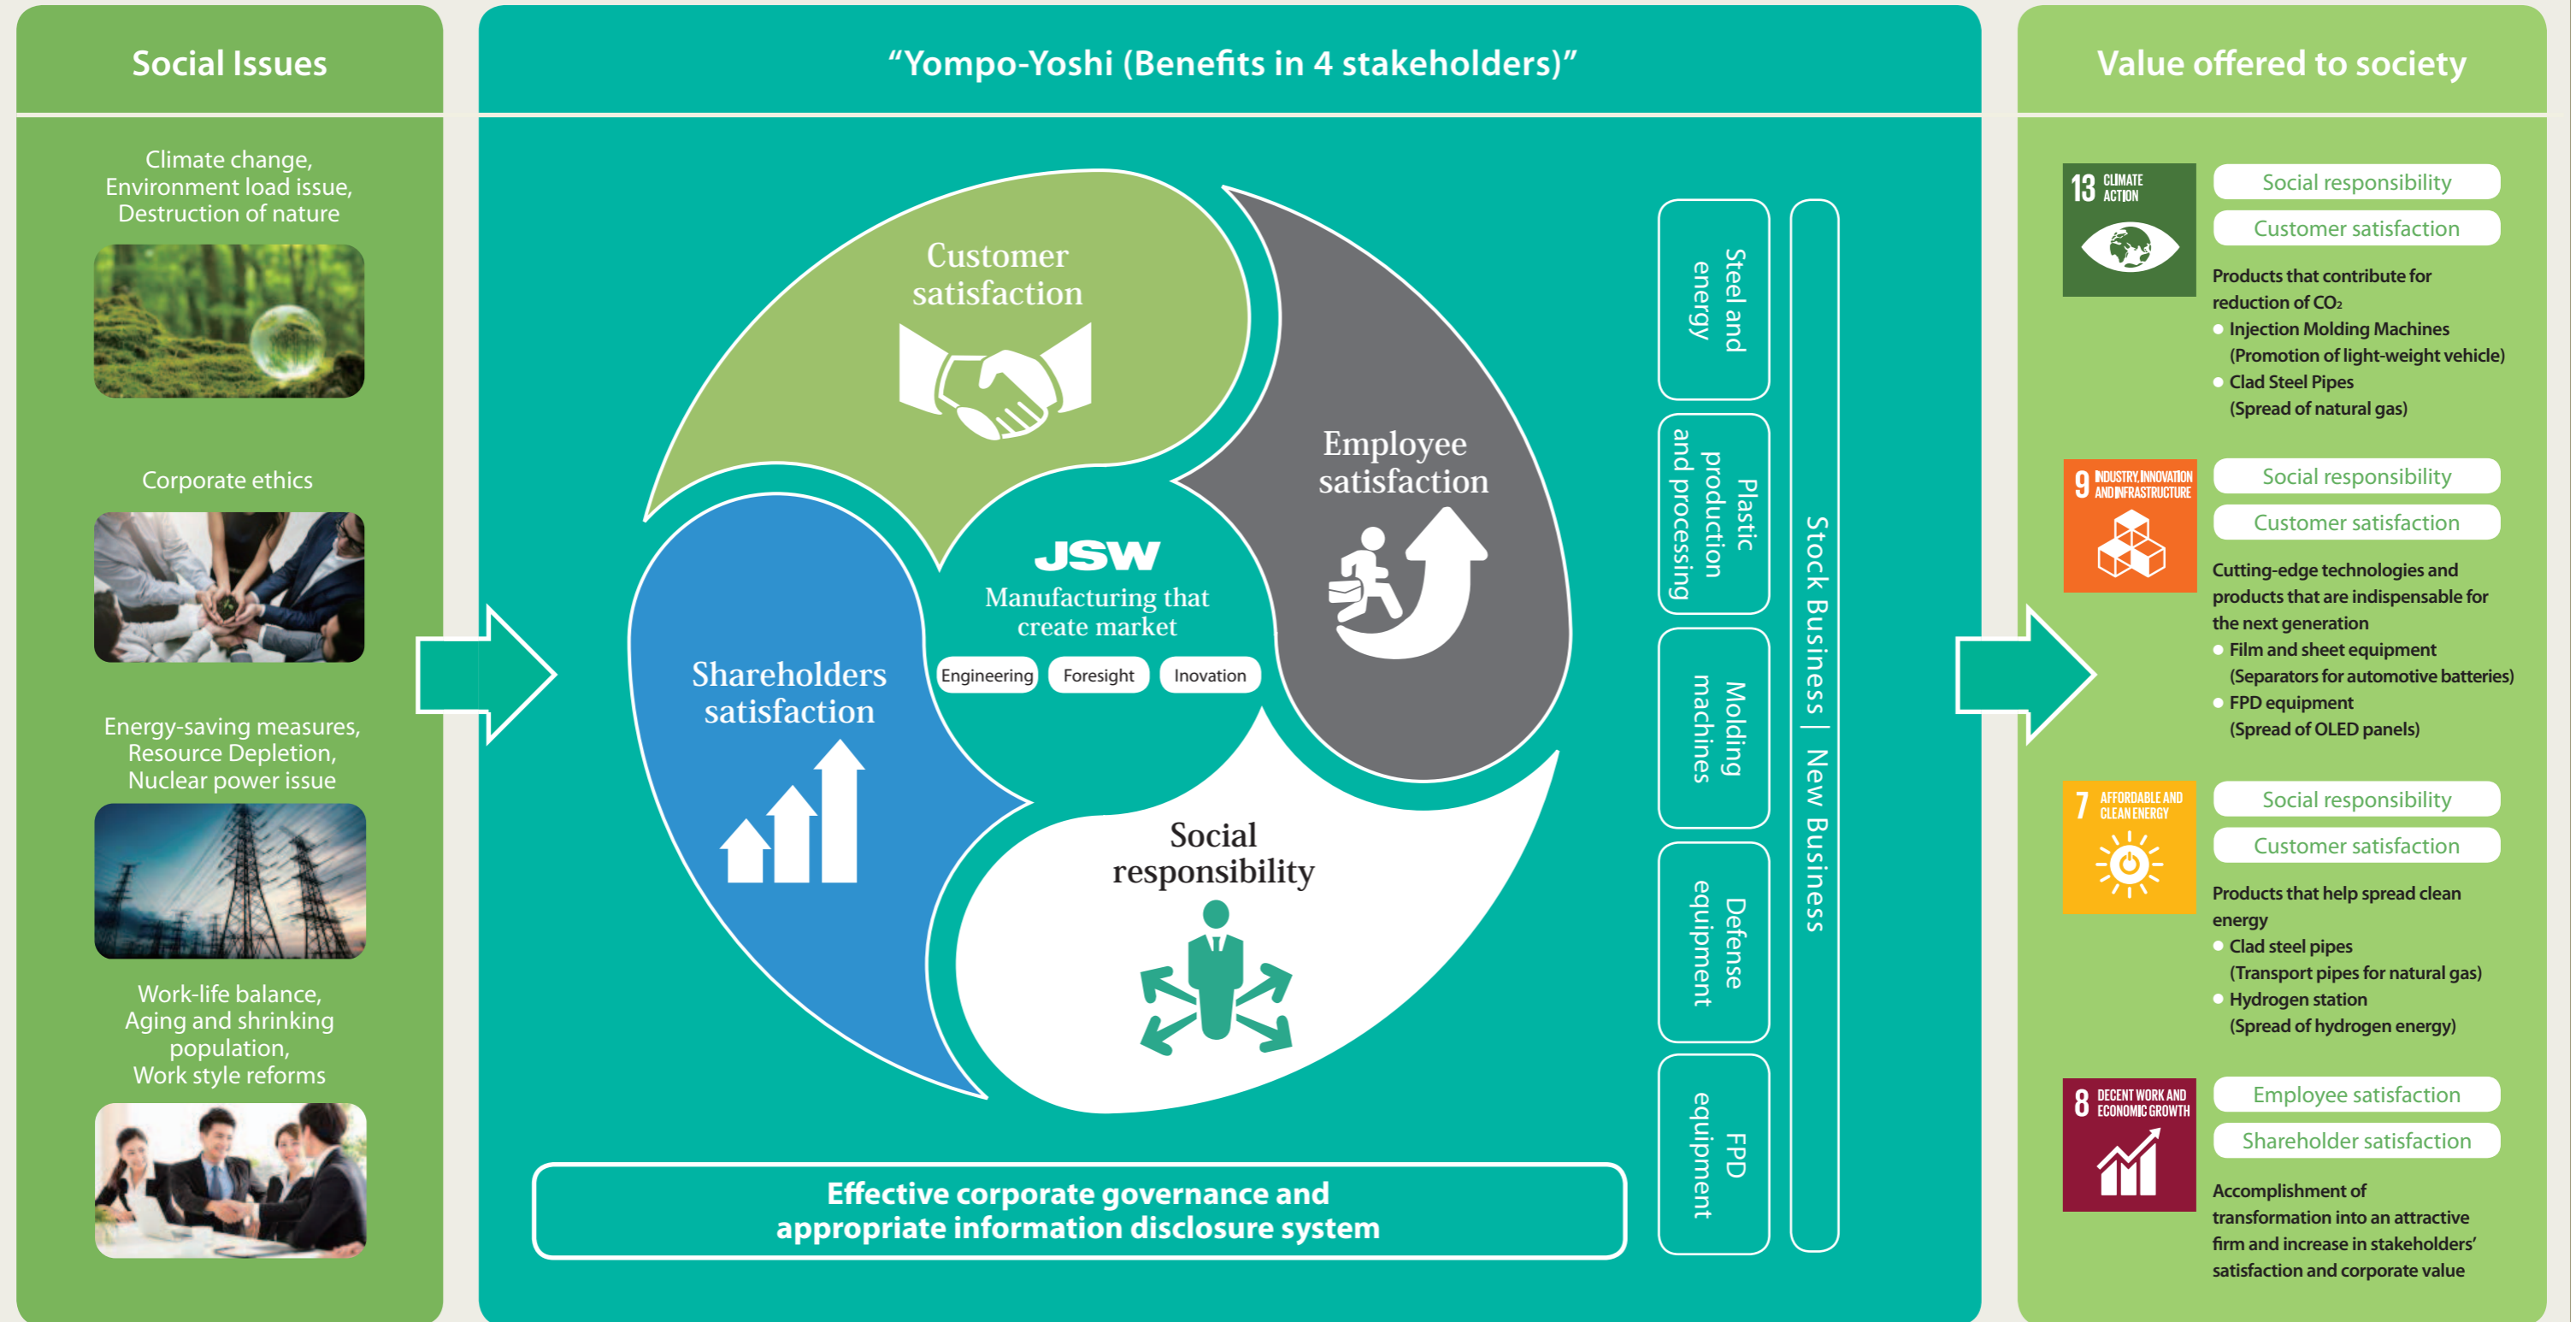 Social Issues
Climate change,
Environment load issue,
Destruction of nature
Corporate ethics
Energy-saving measures,
Resource Depletion,
Nuclear power issue
Work-life balance,
Aging and shrinking
population,
Work style reforms
“Yompo-Yoshi (Benefits in 4 stakeholders)”
Customer
satisfaction
Employee
satisfaction
Shareholders
satisfaction
Social
responsibility
JSW
Manufacturing that
create market
Engineering
Foresight
Inovation
Effective corporate governance and
appropriate information disclosure system
Steel and
energy
Plastic
production
and processing
Molding
machines
Defense
equipment
FPD
equipment
Stock Business | New Business
Value offered to society
13 CLIMATE
ACTION
Social responsibility
Customer satisfaction
Products that contribute for
reduction of CO₂
● Injection Molding Machines
(Promotion of light-weight vehicle)
● Clad Steel Pipes
(Spread of natural gas)
9 INDUSTRY, INNOVATION
AND INFRASTRUCTURE
Social responsibility
Customer satisfaction
Cutting-edge technologies and
products that are indispensable for
the next generation
● Film and sheet equipment
(Separators for automotive batteries)
● FPD equipment
(Spread of OLED panels)
7 AFFORDABLE AND
CLEAN ENERGY
Social responsibility
Customer satisfaction
Products that help spread clean
energy
● Clad steel pipes
(Transport pipes for natural gas)
● Hydrogen station
(Spread of hydrogen energy)
8 DECENT WORK AND
ECONOMIC GROWTH
Employee satisfaction
Shareholder satisfaction
Accomplishment of
transformation into an attractive
firm and increase in stakeholders’
satisfaction and corporate value